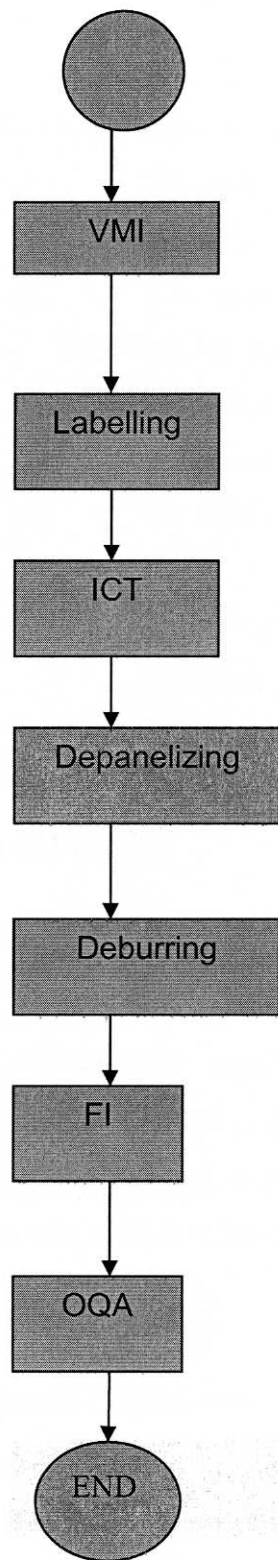 VMI
Labelling
ICT
Depanelizing
Deburring
FI
OQA
END